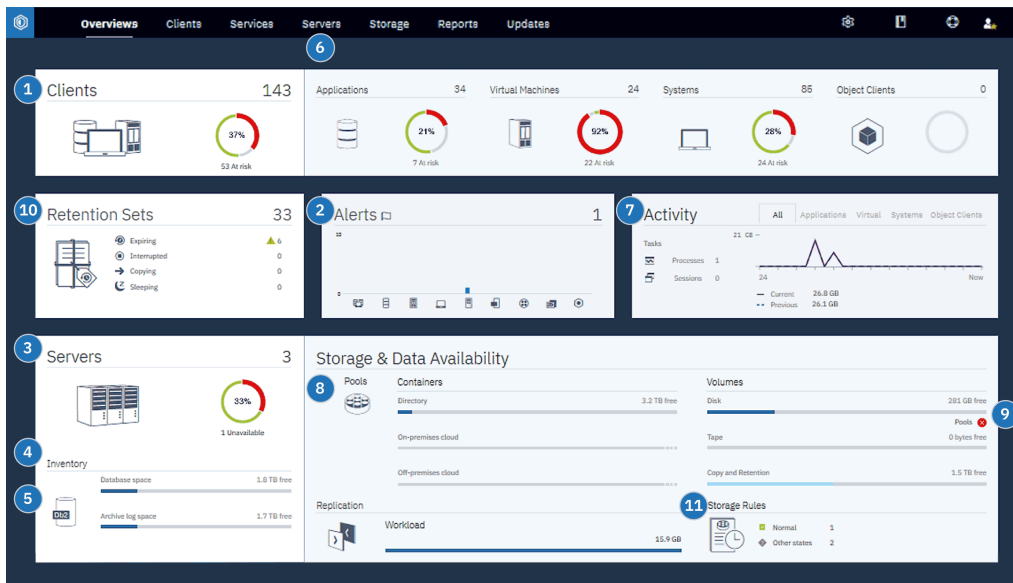 Overviews Clients Services Servers Storage Reports Updates
6
1 Clients 143
37%
53 At risk
Applications 34
21%
7 At risk
Virtual Machines 24
92%
22 At risk
Systems 85
28%
24 At risk
Object Clients 0
10 Retention Sets 33
Expiring 6
Interrupted 0
Copying 0
Sleeping 0
2 Alerts 1
10
0
7 Activity All Applications Virtual Systems Object Clients
Tasks
Processes 1
Sessions 0
21 GB
24 Now
Current 26.8 GB
Previous 26.1 GB
3 Servers 3
33%
1 Unavailable
4
Inventory
5
Database space 1.8 TB free
Db2
Archive log space 1.7 TB free
Storage & Data Availability
8
Pools
Containers
Directory 3.2 TB free
On-premises cloud
Off-premises cloud
Volumes
Disk 281 GB free
9
Pools
Tape 0 bytes free
Copy and Retention 1.5 TB free
Replication
Workload
15.9 GB
11 Storage Rules
Normal 1
Other states 2